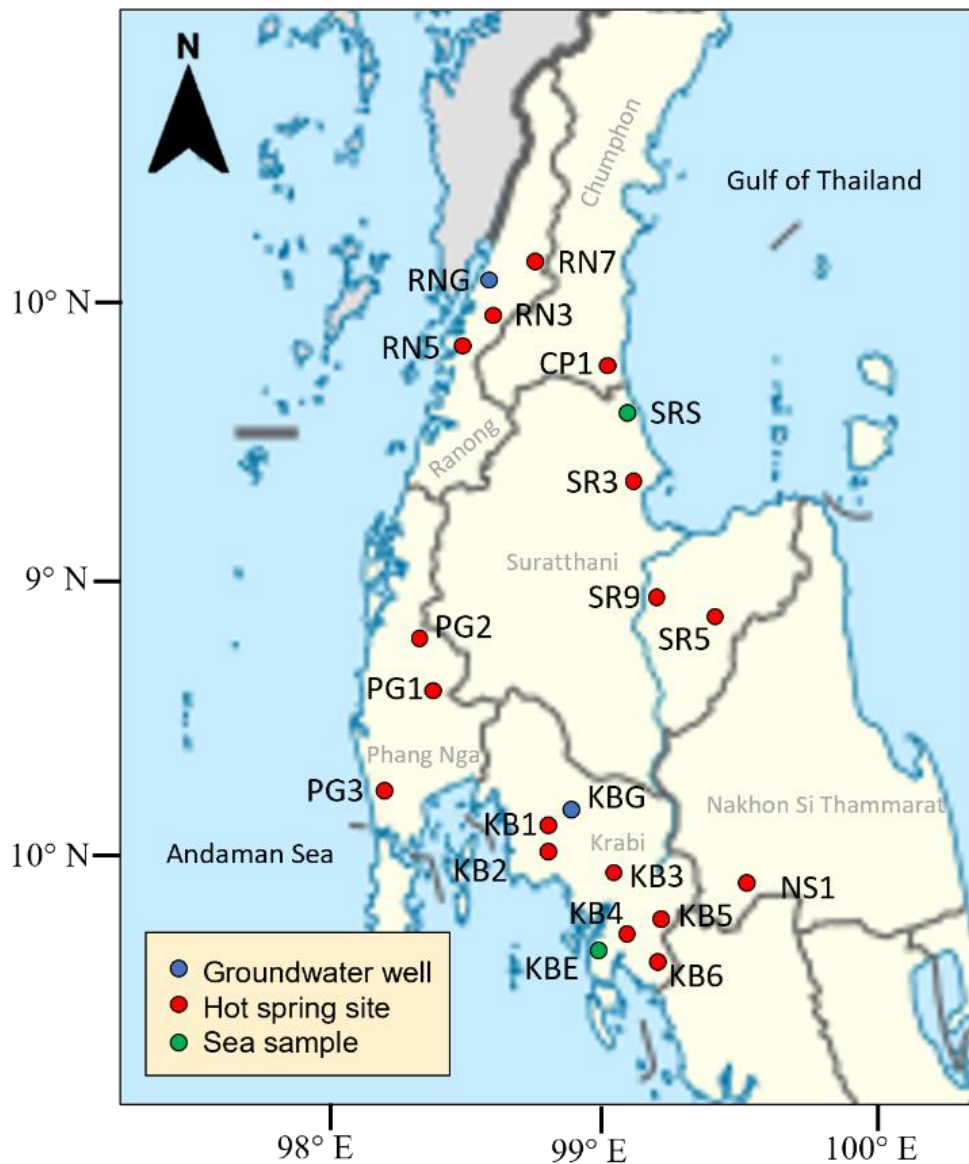 N
Chumphon
Gulf of Thailand
RN7
RNG
10° N
RN3
RN5
CP1
SRS
Ranong
SR3
Suratthani
9° N
SR9
SR5
PG2
PG1
Phang Nga
PG3
KBG
Nakhon Si Thammarat
KB1
Krabi
10° N
Andaman Sea
KB2
KB3
NS1
KB4
KB5
KBE
KB6
Groundwater well
Hot spring site
Sea sample
98° E
99° E
100° E